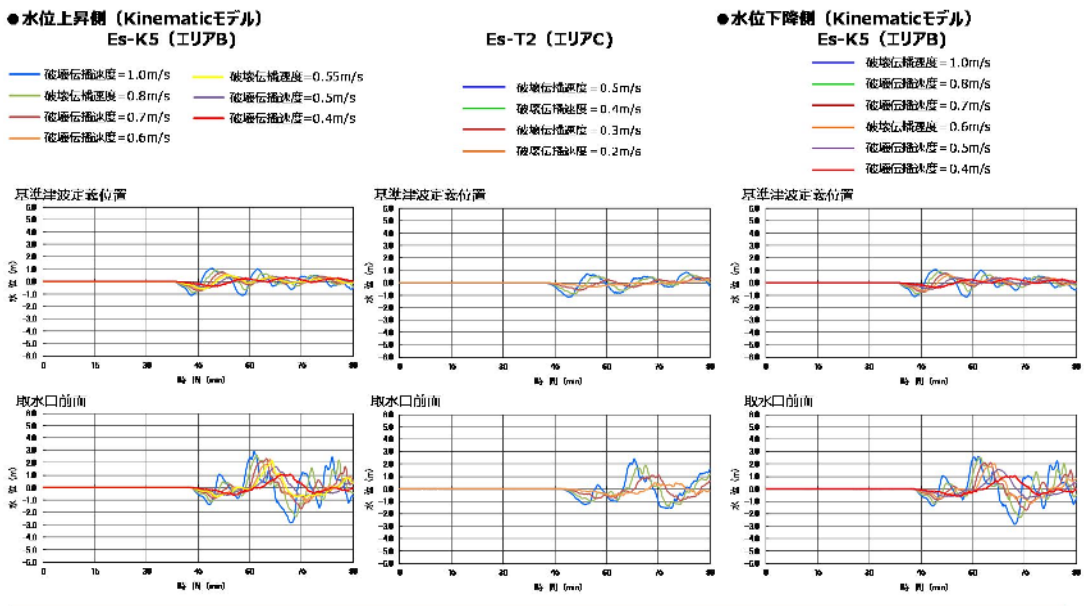 ●水位上昇側(Kinematicモデル)
Es-K5(エリアB)
破壊伝播速度=1.0m/s
破壊伝播速度=0.8m/s
破壊伝播速度=0.7m/s
破壊伝播速度=0.6m/s
破壊伝播速度=0.55m/s
破壊伝播速度=0.5m/s
破壊伝播速度=0.4m/s
Es-T2(エリアC)
破壊伝播速度=0.5m/s
破壊伝播速度=0.4m/s
破壊伝播速度=0.3m/s
破壊伝播速度=0.2m/s
●水位下降側(Kinematicモデル)
Es-K5(エリアB)
破壊伝播速度=1.0m/s
破壊伝播速度=0.8m/s
破壊伝播速度=0.7m/s
破壊伝播速度=0.6m/s
破壊伝播速度=0.5m/s
破壊伝播速度=0.4m/s
基準津波定義位置
水位(m)
時間(min)
基準津波定義位置
水位(m)
時間(min)
基準津波定義位置
水位(m)
時間(min)
取水口前面
水位(m)
時間(min)
取水口前面
水位(m)
時間(min)
取水口前面
水位(m)
時間(min)